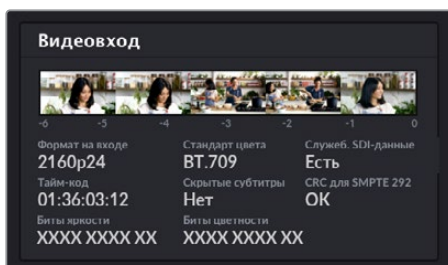 Видеовход
-6 -5 -4 -3 -2 -1 0
Формат на входе Стандарт цвета Служеб. SDI-данные
2160p24 BT.709 Есть
Тайм-код Скрытые субтитры CRC для SMPTE 292
01:36:03:12 Нет OK
Биты яркости Биты цветности
XXXX XXXX XX XXXX XXXX XX